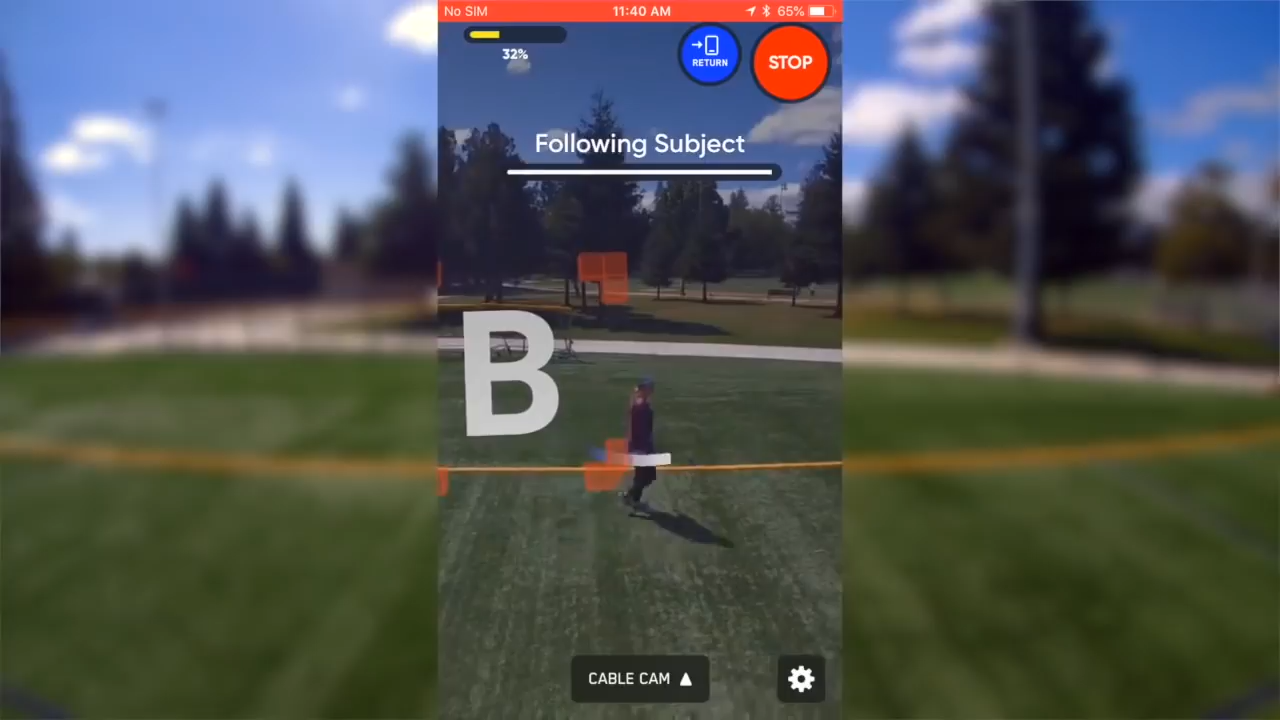 No SIM
11:40 AM
65%
32%
RETURN
STOP
Following Subject
B
CABLE CAM